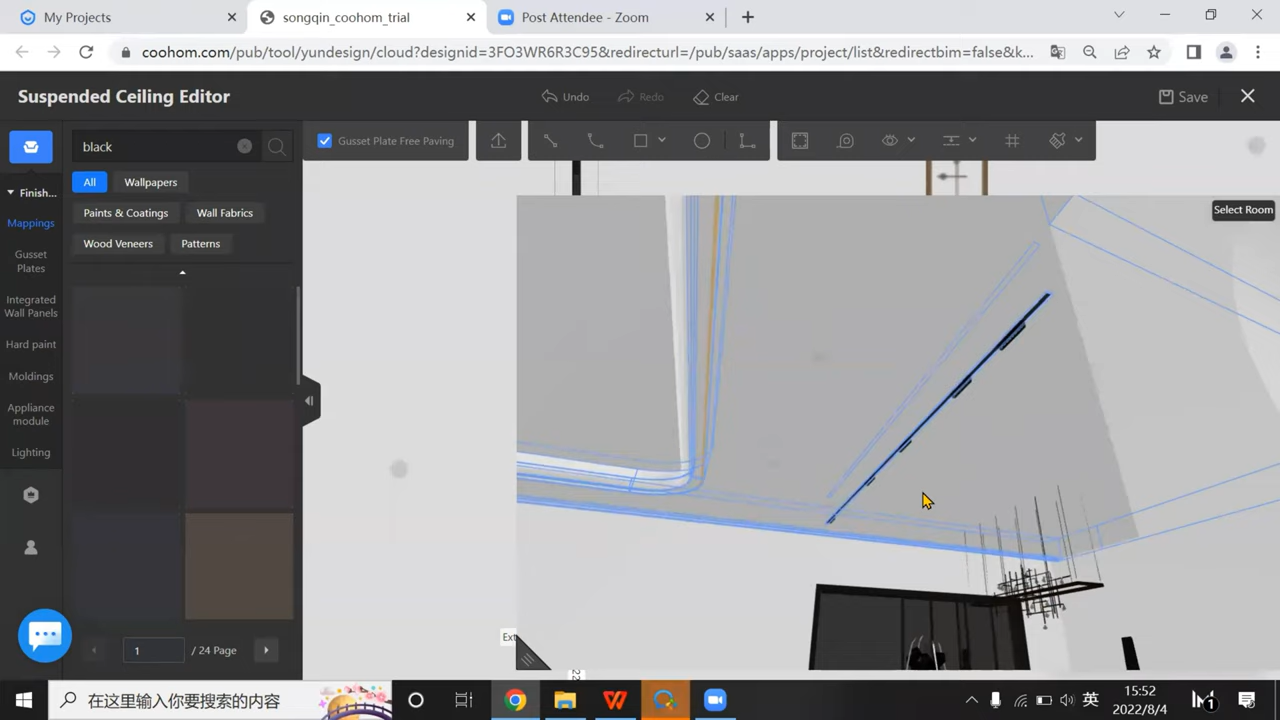 My Projects
songqin_coohom_trial
Post Attendee - Zoom
coohom.com/pub/tool/yundesign/cloud?designid=3FO3WR6R3C95&redirecturl=/pub/saas/apps/project/list&redirectbim=false&k...
Suspended Ceiling Editor
Undo
Redo
Clear
Save
black
Gusset Plate Free Paving
All
Wallpapers
Finish...
Paints & Coatings
Wall Fabrics
Select Room
Mappings
Wood Veneers
Patterns
Gusset
Plates
Integrated
Wall Panels
Hard paint
Moldings
Appliance
module
Lighting
Ext
1
/ 24 Page
22
在这里输入你要搜索的内容
英
15:52
2022/8/4
1